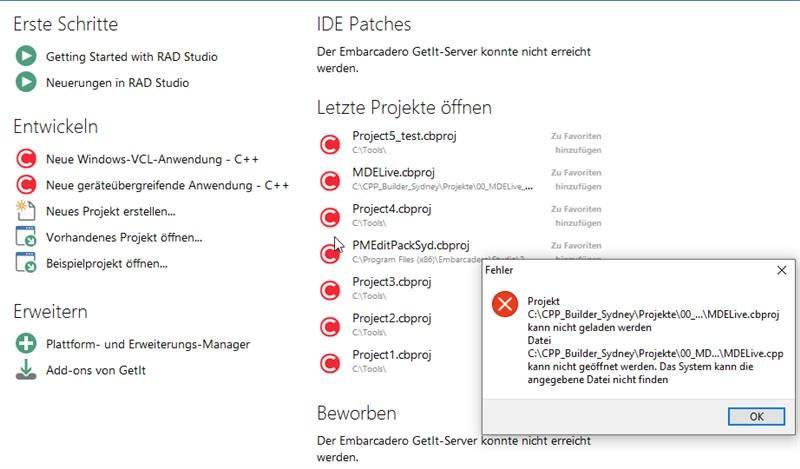 Erste Schritte
Getting Started with RAD Studio
Neuerungen in RAD Studio
Entwickeln
Neue Windows-VCL-Anwendung - C++
Neue geräteübergreifende Anwendung - C++
Neues Projekt erstellen...
Vorhandenes Projekt öffnen...
Beispielprojekt öffnen...
Erweitern
Plattform- und Erweiterungs-Manager
Add-ons von GetIt
IDE Patches
Der Embarcadero GetIt-Server konnte nicht erreicht
werden.
Letzte Projekte öffnen
Project5_test.cbproj
C:\Tools\
Zu Favoriten
hinzufügen
MDELive.cbproj
C:\CPP_Builder_Sydney\Projekte\00_MDELive_...
Zu Favoriten
hinzufügen
Project4.cbproj
C:\Tools\
Zu Favoriten
hinzufügen
PMEditPackSyd.cbproj
C:\Program Files (x86)\Embarcadero\Studio\2
Zu Favoriten
Project3.cbproj
C:\Tools\
Project2.cbproj
C:\Tools\
Project1.cbproj
C:\Tools\
Beworben
Der Embarcadero GetIt-Server konnte nicht erreicht
werden.
Fehler
Projekt
C:\CPP_Builder_Sydney\Projekte\00_...\MDELive.cbproj
kann nicht geladen werden
Datei
C:\CPP_Builder_Sydney\Projekte\00_MD...\MDELive.cpp
kann nicht geöffnet werden. Das System kann die
angegebene Datei nicht finden
OK